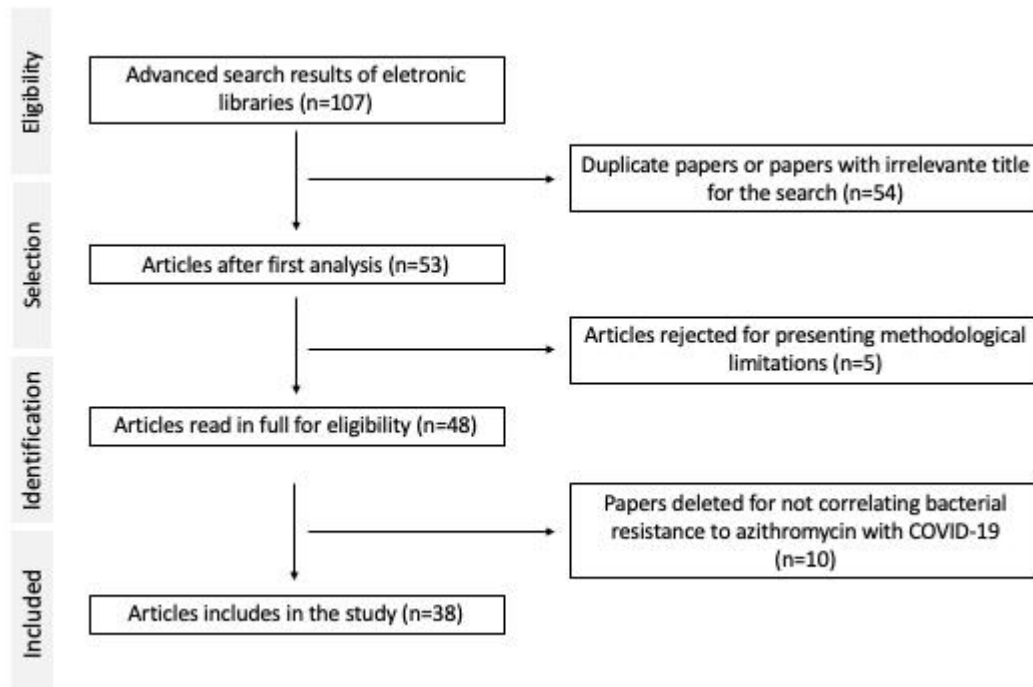 Eligibility
Advanced search results of eletronic
libraries (n=107)
Duplicate papers or papers with irrelevante title
for the search (n=54)
Selection
Articles after first analysis (n=53)
Articles rejected for presenting methodological
limitations (n=5)
Identification
Articles read in full for eligibility (n=48)
Papers deleted for not correlating bacterial
resistance to azithromycin with COVID-19
(n=10)
Included
Articles includes in the study (n=38)